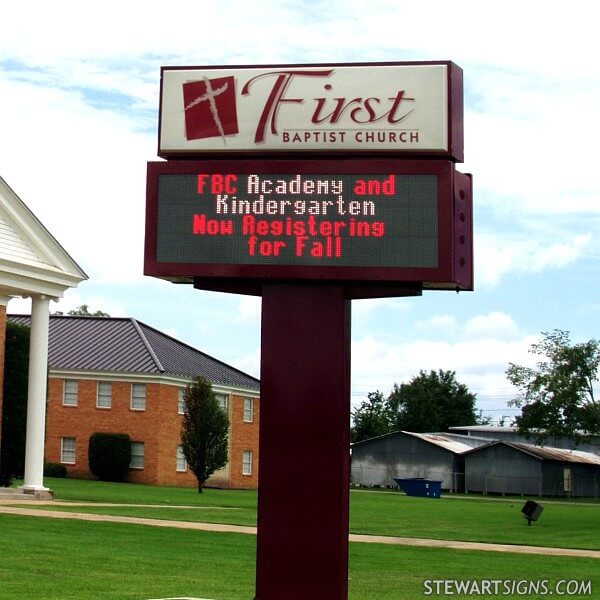 First
BAPTIST CHURCH
FBC Academy and
Kindergarten
Now Registering
for Fall
STEWARTSIGNS.COM